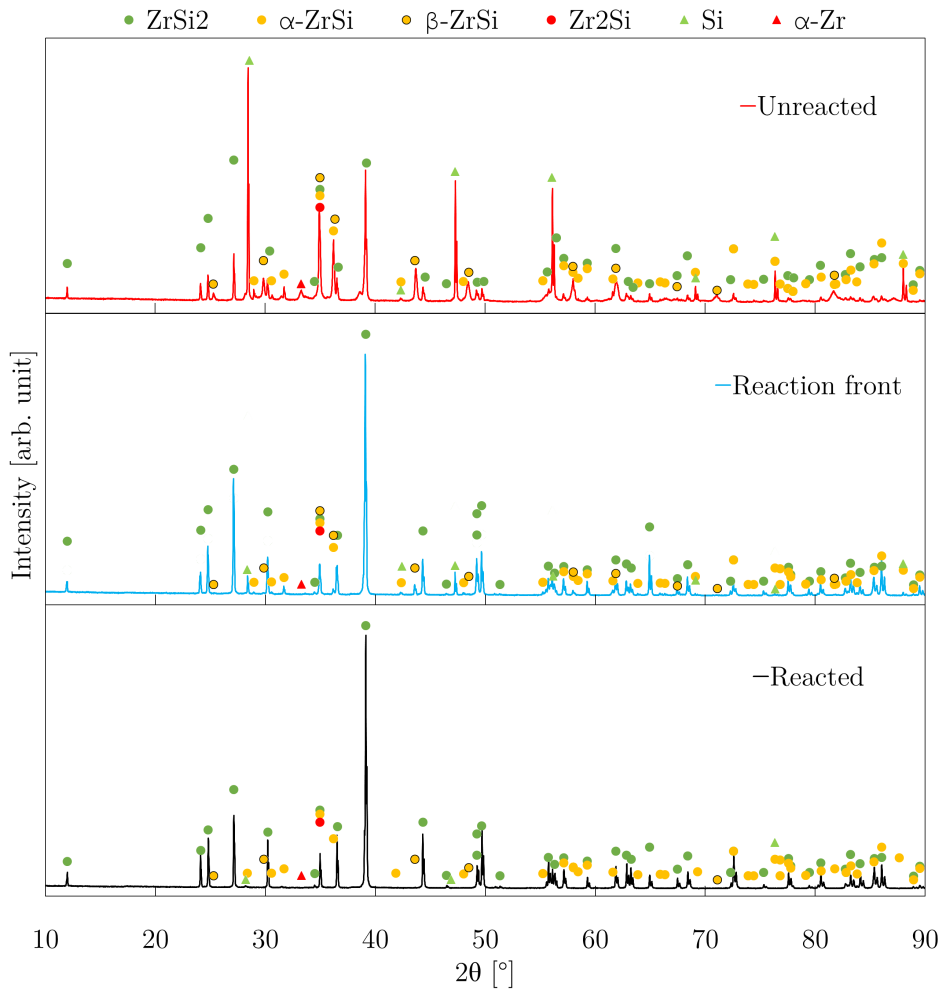 ZrSi2 α-ZrSi β-ZrSi Zr2Si Si α-Zr
Unreacted
Reaction front
Reacted
Intensity [arb. unit]
10 20 30 40 50 60 70 80 90
2θ [°]